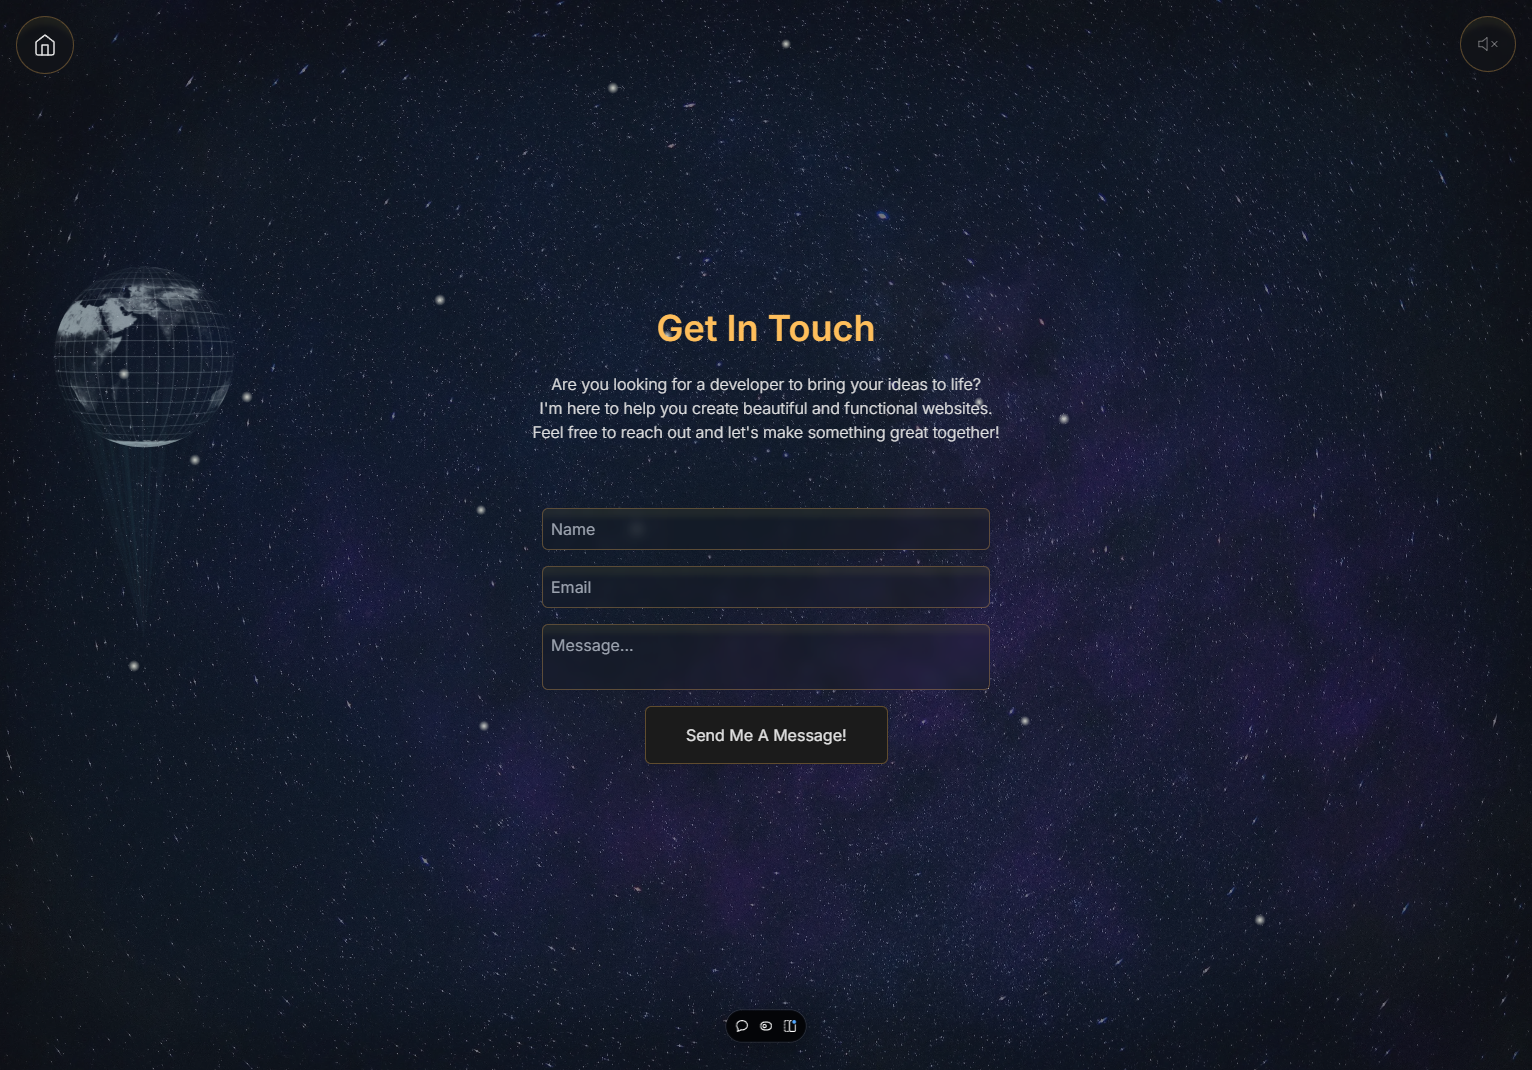 Get In Touch
Are you looking for a developer to bring your ideas to life?
I'm here to help you create beautiful and functional websites.
Feel free to reach out and let's make something great together!
Name
Email
Message...
Send Me A Message!